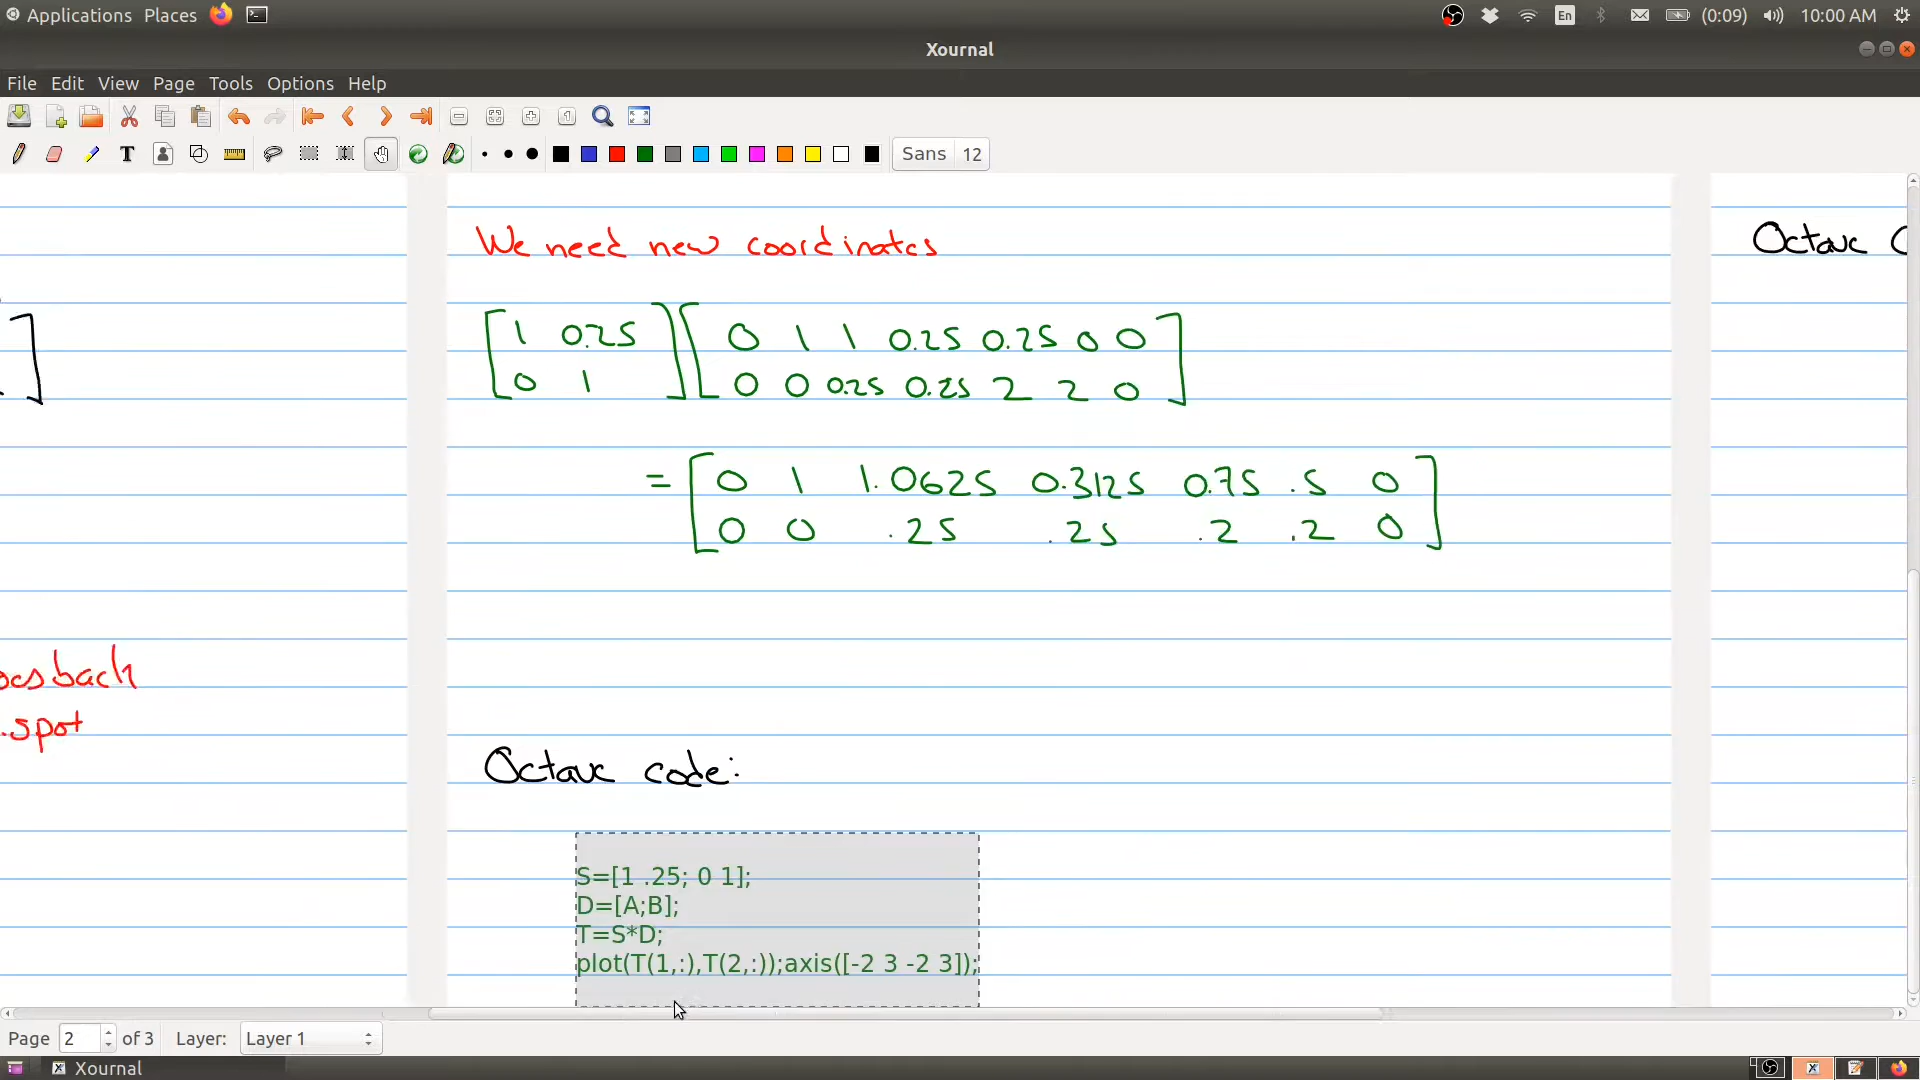 Applications Places En (0:09) 10:00 AM
Xournal
File Edit View Page Tools Options Help
Sans 12
We need new coordinates
Octave C
[1 0.25] [0 1 1 0.25 0.25 0 0]
[0 1] [0 0 0.25 0.25 2 2 0]
= [0 1 1.0625 0.3125 0.75 .5 0]
[0 0 .25 .25 .2 .2 0]
oes back
.spot
Octave code:
S=[1 .25; 0 1];
D=[A;B];
T=S*D;
plot(T(1,:),T(2,:));axis([-2 3 -2 3]);
Page 2 of 3 Layer: Layer 1
Xournal